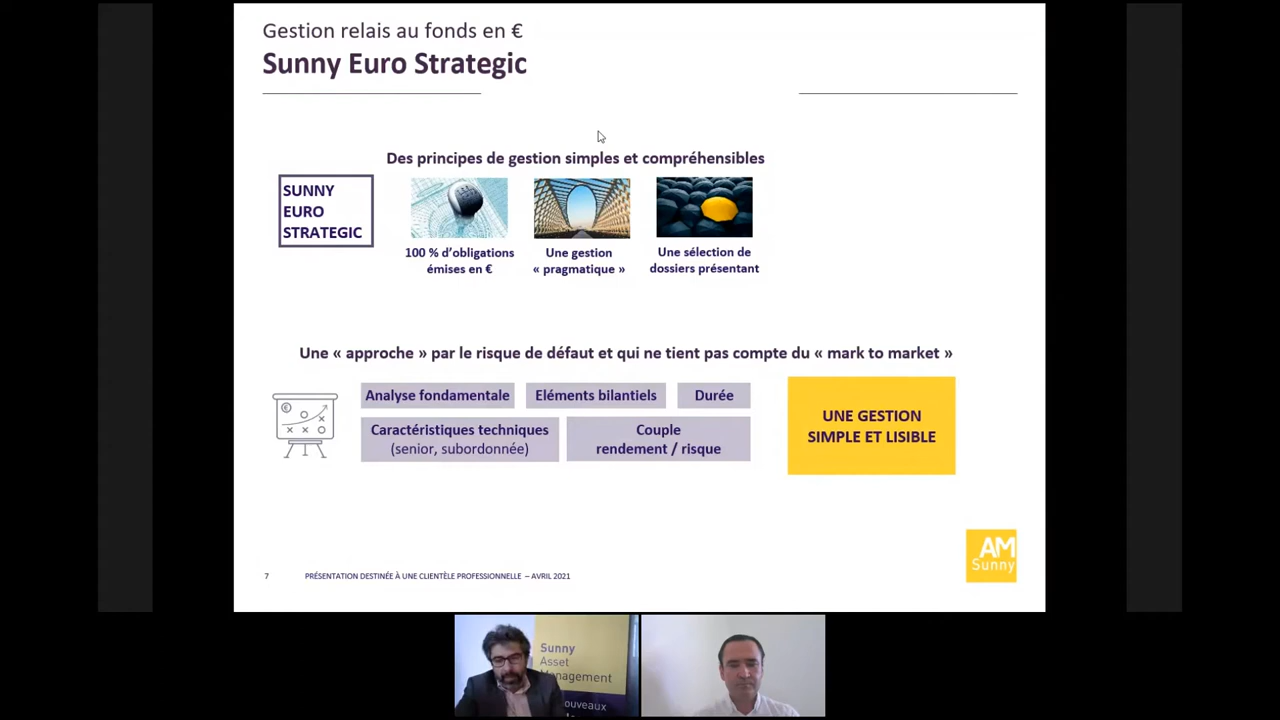 Gestion relais au fonds en €
Sunny Euro Strategic
Des principes de gestion simples et compréhensibles
SUNNY
EURO
STRATEGIC
100 % d'obligations
émises en €
Une gestion
« pragmatique »
Une sélection de
dossiers présentant
Une « approche » par le risque de défaut et qui ne tient pas compte du « mark to market »
Analyse fondamentale
Eléments bilantiels
Durée
Caractéristiques techniques
(senior, subordonnée)
Couple
rendement / risque
UNE GESTION
SIMPLE ET LISIBLE
AM
Sunny
7
PRÉSENTATION DESTINÉE À UNE CLIENTÈLE PROFESSIONNELLE – AVRIL 2021
Sunny
Asset
Management
ouveaux